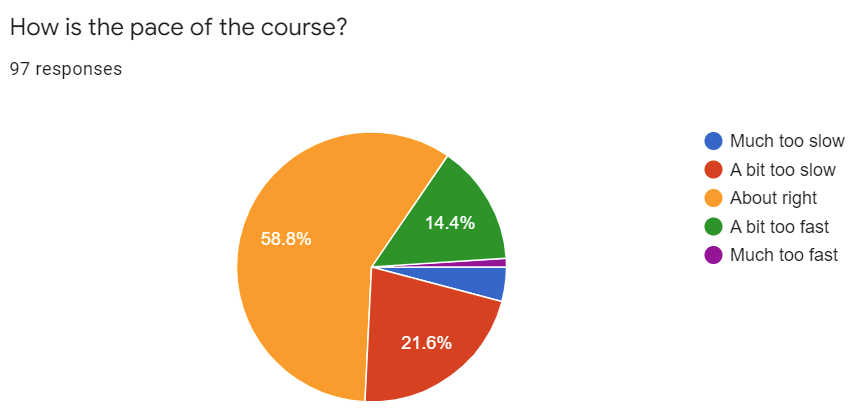 How is the pace of the course?
97 responses
58.8%
14.4%
21.6%
Much too slow
A bit too slow
About right
A bit too fast
Much too fast